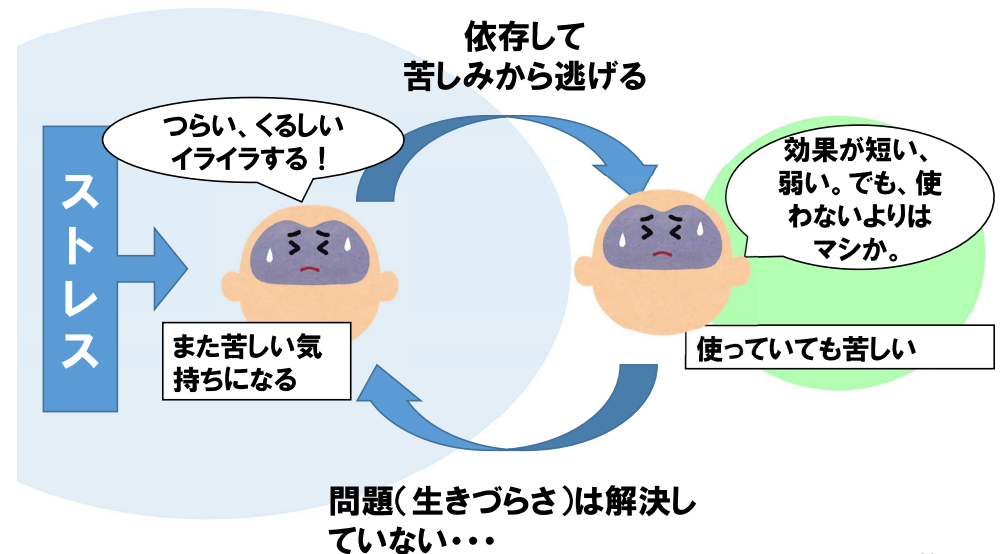 依存して
苦しみから逃げる
つらい、くるしい
イライラする！
ストレス
効果が短い、
弱い。でも、使
わないよりは
マシか。
また苦しい気
持ちになる
使っていても苦しい
問題（生きづらさ）は解決し
ていない・・・